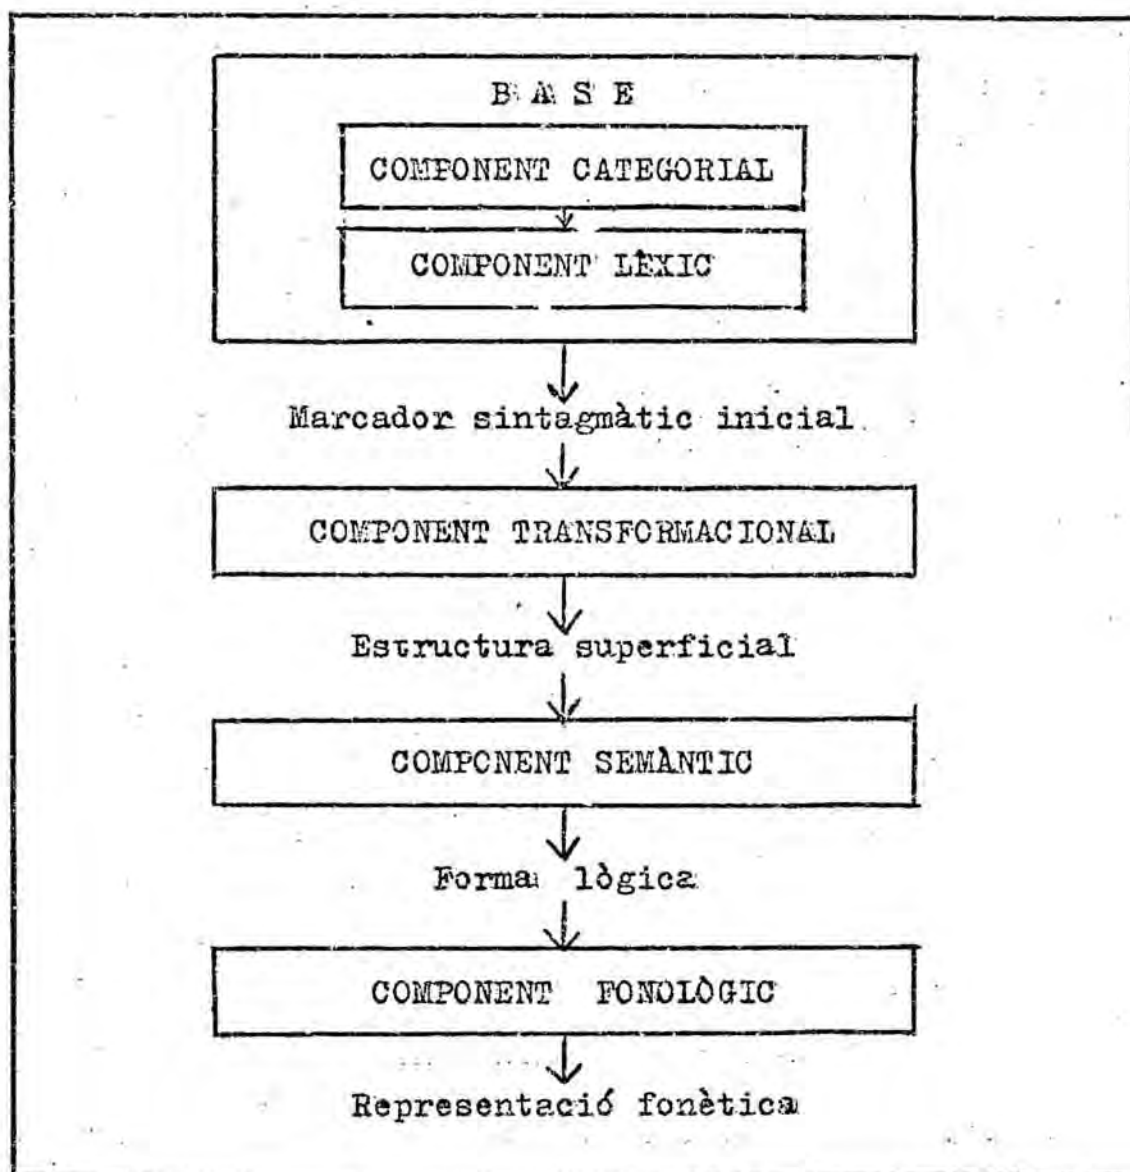 B A S E
COMPONENT CATEGORIAL
COMPONENT LÈXIC
Marcador sintagmàtic inicial
COMPONENT TRANSFORMACIONAL
Estructura superficial
COMPONENT SEMÀNTIC
Forma lògica
COMPONENT FONOLÒGIC
Representació fonètica